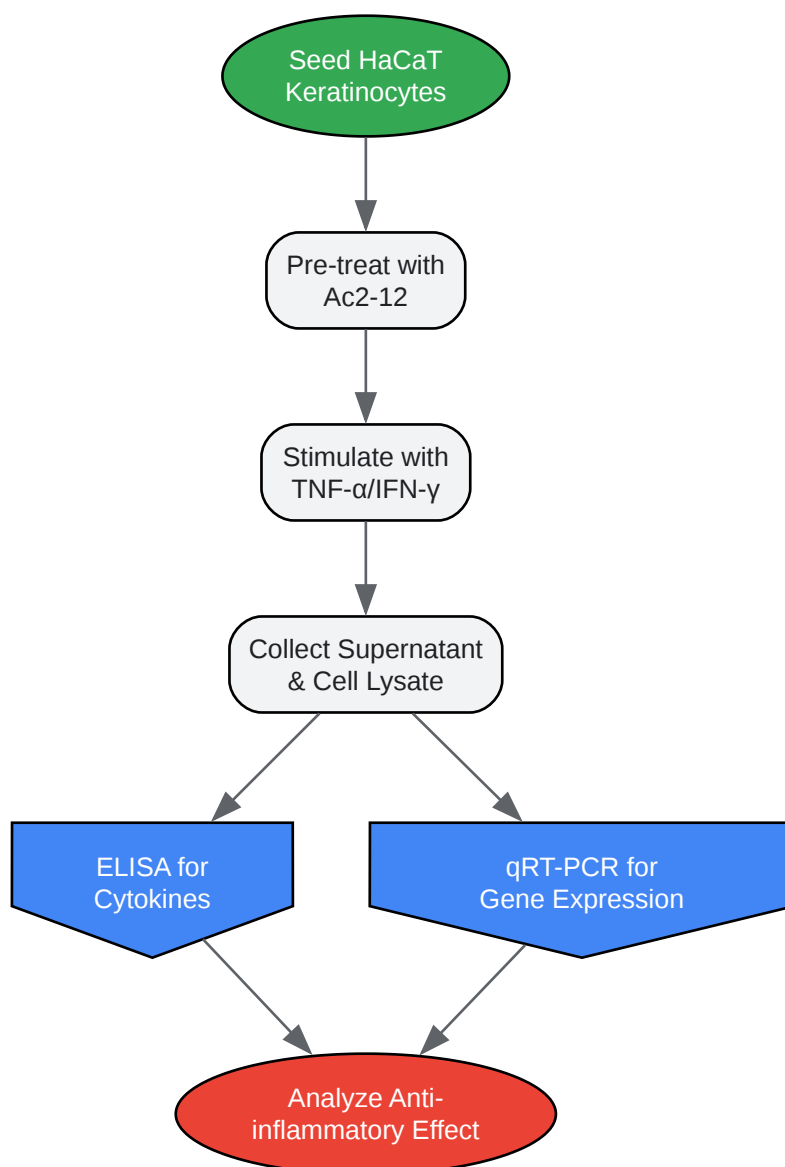 Seed HaCaT
Keratinocytes
Pre-treat with
Ac2-12
Stimulate with
TNF-α/IFN-γ
Collect Supernatant
& Cell Lysate
ELISA for
Cytokines
qRT-PCR for
Gene Expression
Analyze Anti-
inflammatory Effect